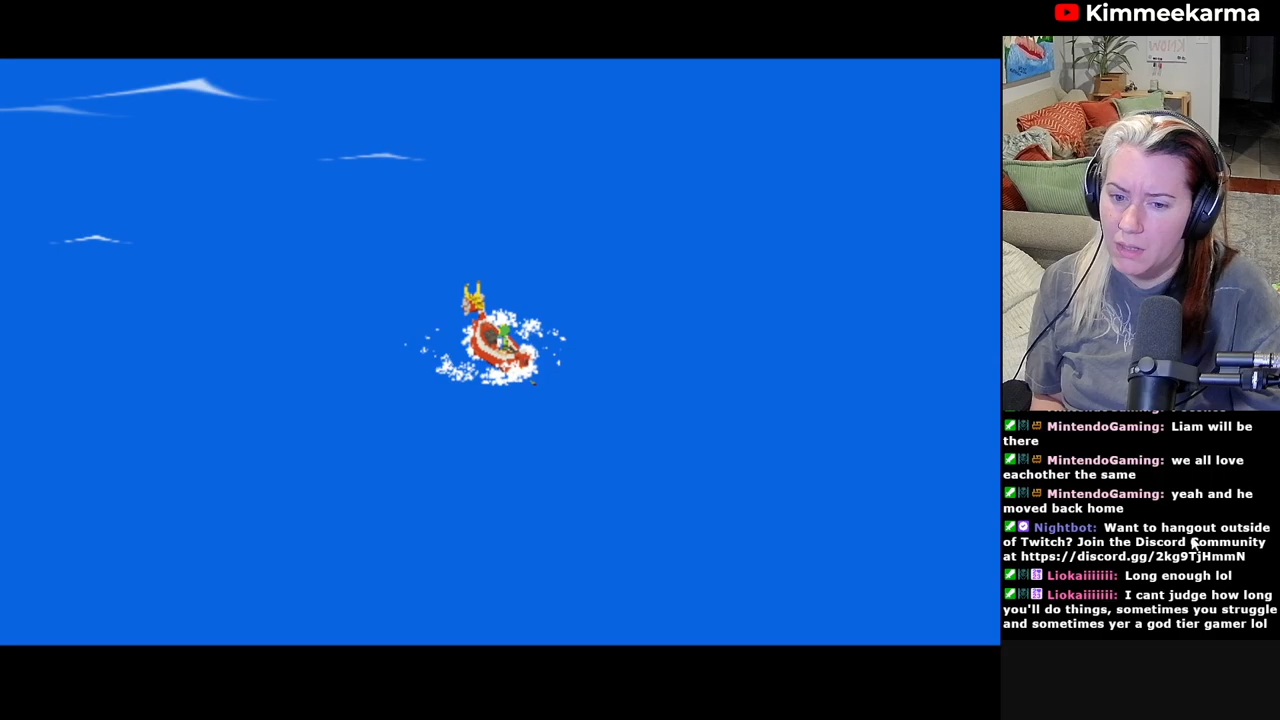 Kimmeekarma
MintendoGaming: Liam will be
there
MintendoGaming: we all love
eachother the same
MintendoGaming: yeah and he
moved back home
Nightbot: Want to hangout outside
of Twitch? Join the Discord Community
at https://discord.gg/2kg9TjHmmN
Liokaiiiiiii: Long enough lol
Liokaiiiiiii: I cant judge how long
you'll do things, sometimes you struggle
and sometimes yer a god tier gamer lol